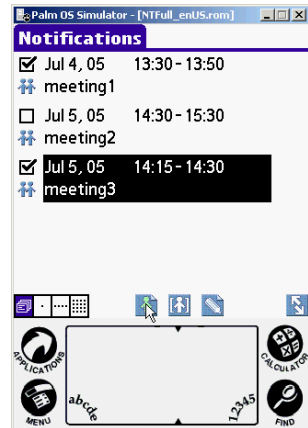 Palm OS Simulator - [NTFull_enUS.rom]
Notifications
Jul 4, 05 13:30-13:50
meeting1
Jul 5, 05 14:30-15:30
meeting2
Jul 5, 05 14:15-14:30
meeting3
APPLICATIONS
CALCULATOR
abcde
12345
MENU
FIND